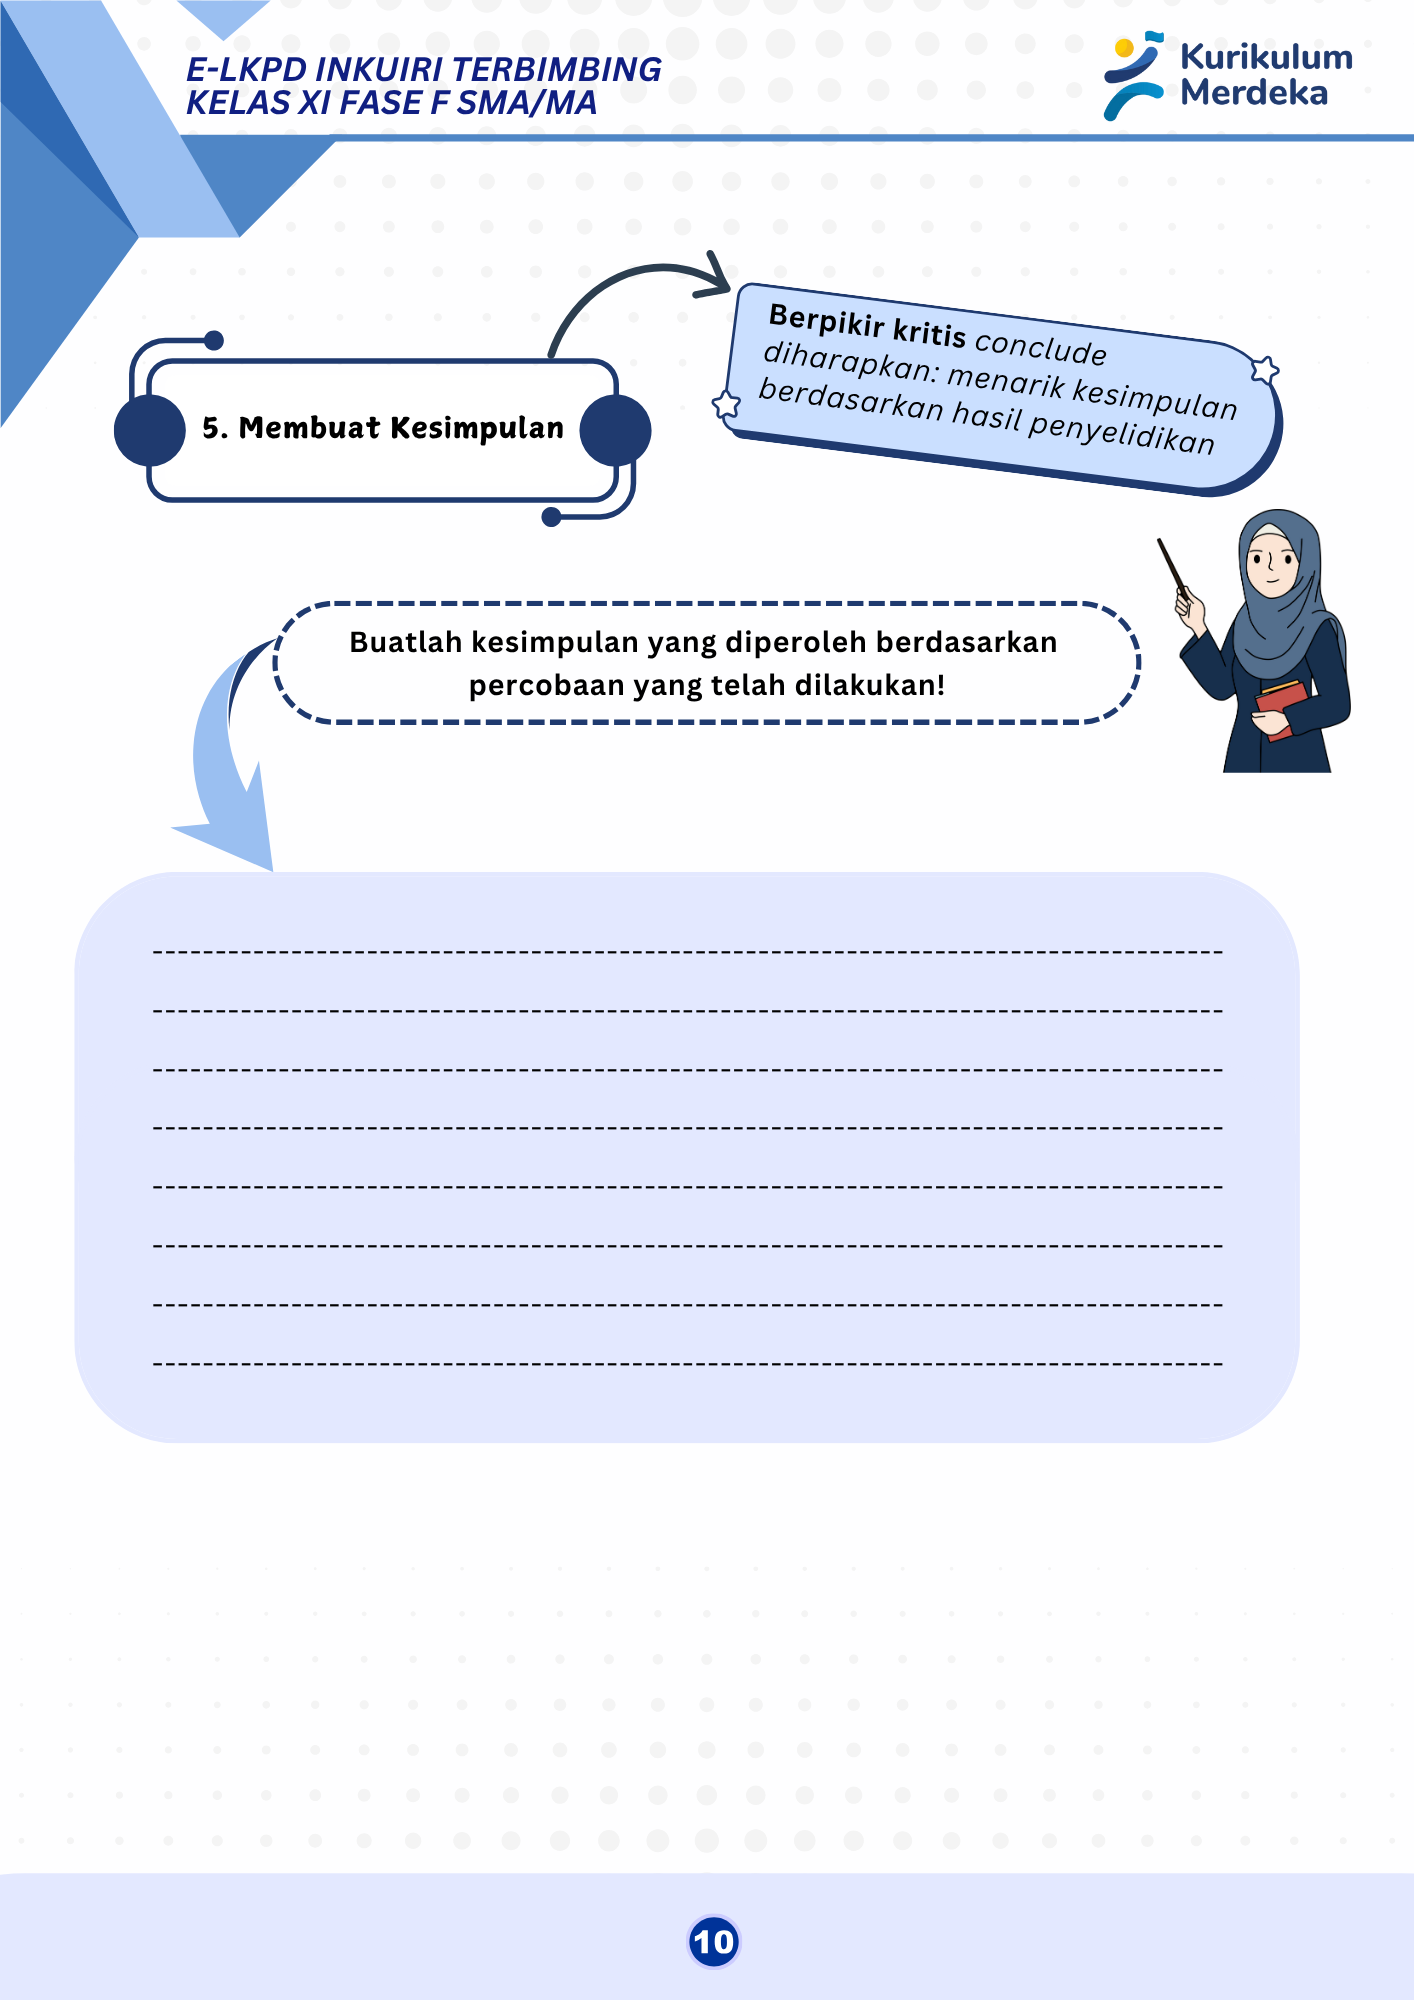 E-LKPD INKUIRI TERBIMBING
KELAS XI FASE F SMA/MA
Kurikulum
Merdeka
Berpikir kritis conclude
diharapkan: menarik kesimpulan
berdasarkan hasil penyelidikan
5. Membuat Kesimpulan
Buatlah kesimpulan yang diperoleh berdasarkan
percobaan yang telah dilakukan!
10